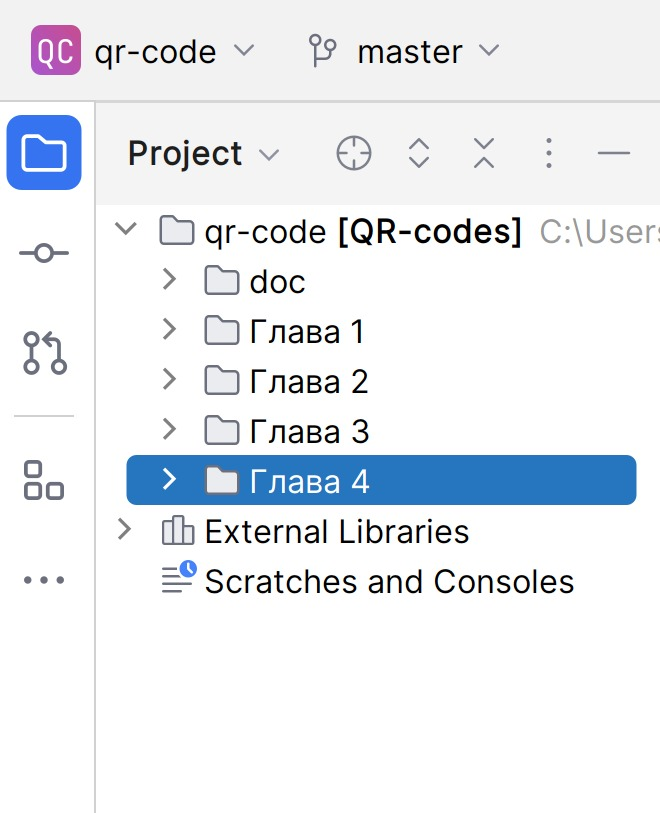 QC qr-code master
Project
qr-code [QR-codes] C:\Users
doc
Глава 1
Глава 2
Глава 3
Глава 4
External Libraries
Scratches and Consoles